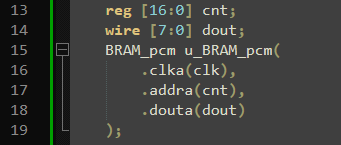 13 reg [16:0] cnt;
14 wire [7:0] dout;
15 BRAM_pcm u_BRAM_pcm(
16 .clka(clk),
17 .addra(cnt),
18 .douta(dout)
19 );